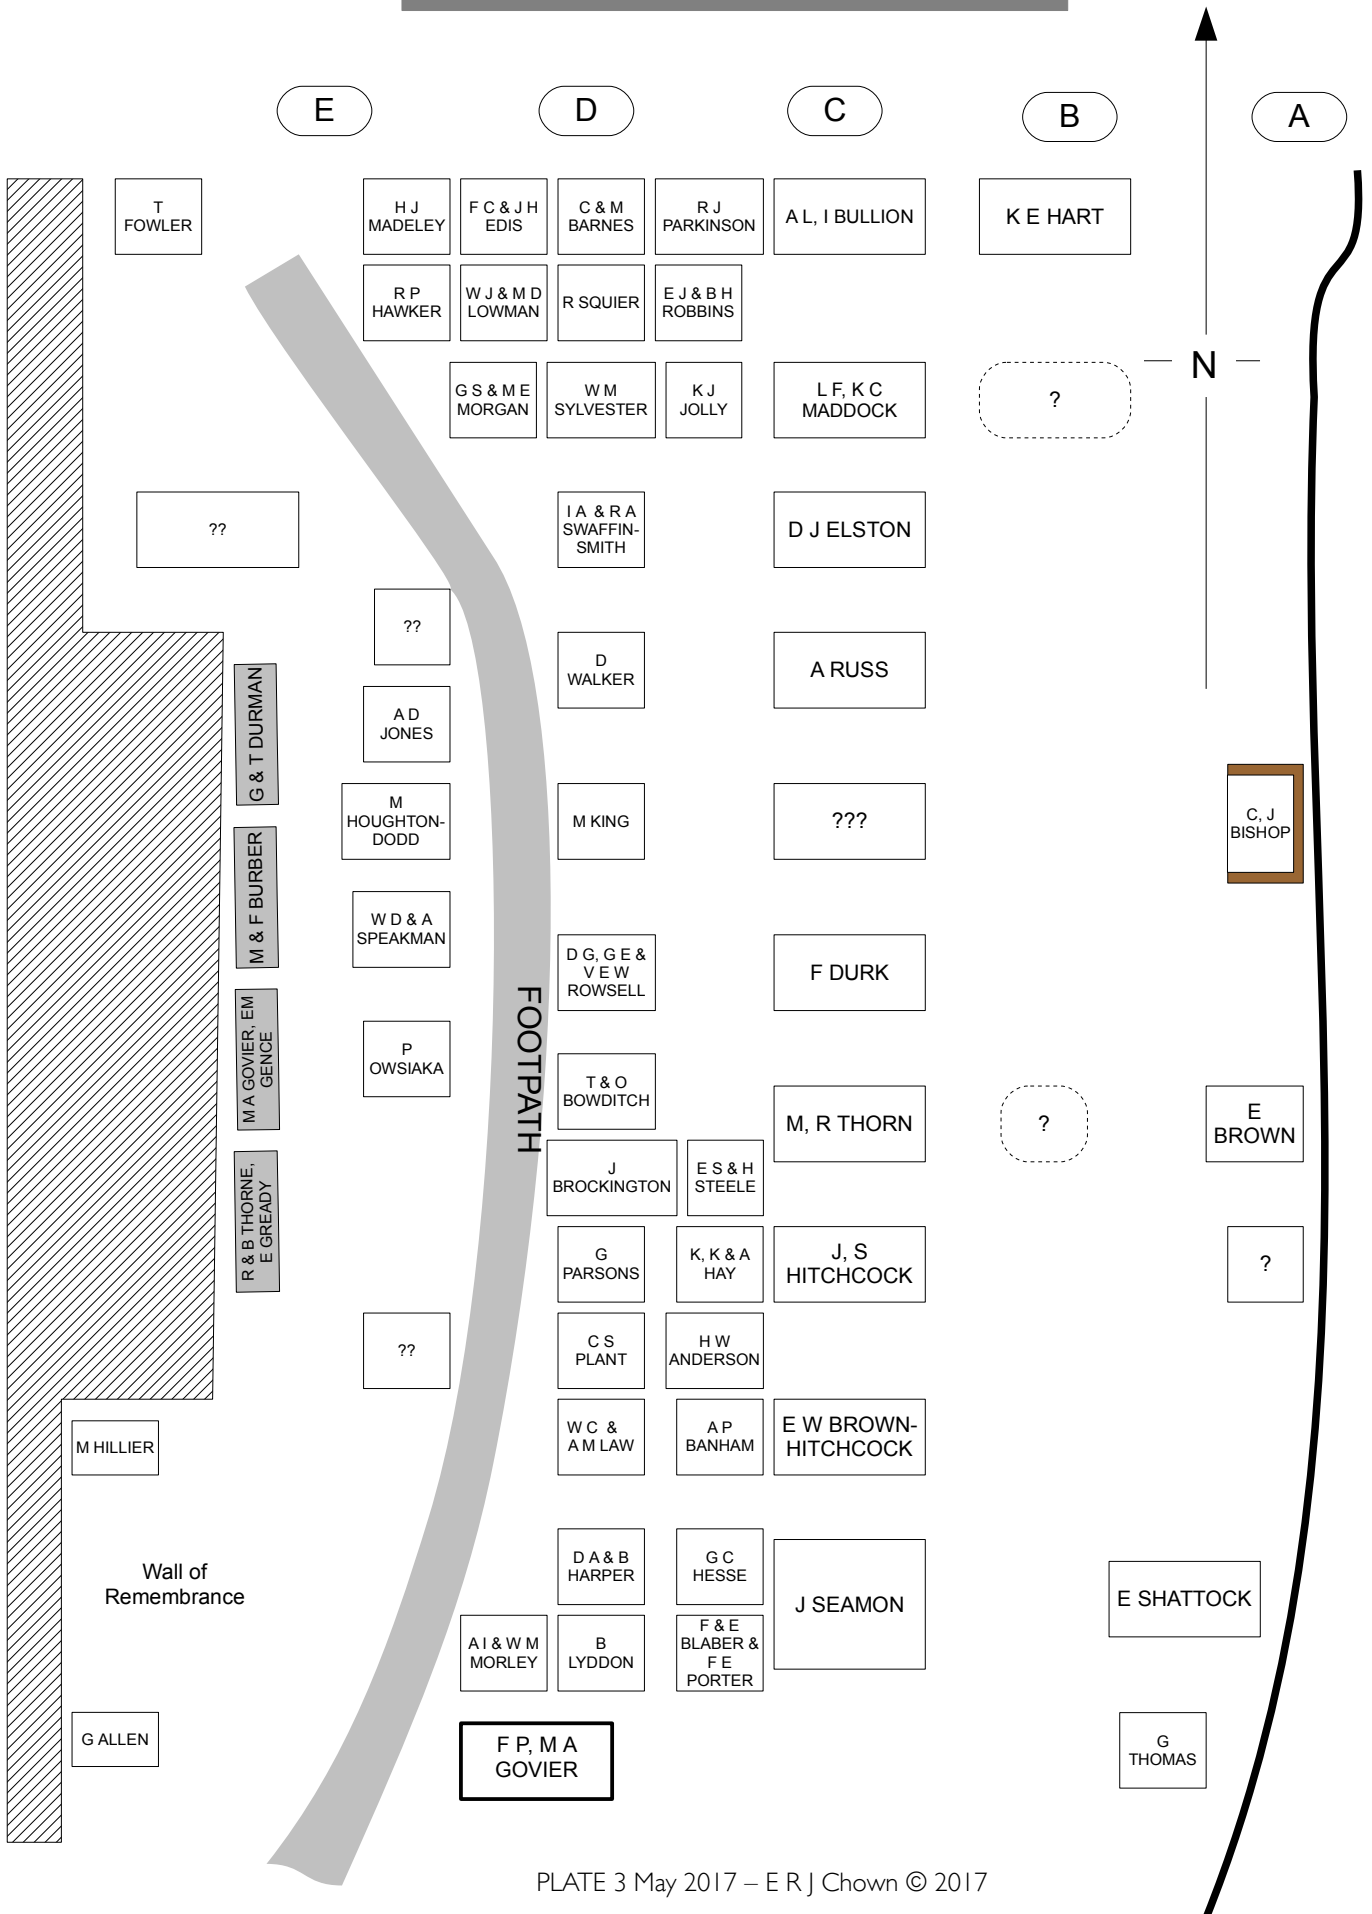 E
D
C
B
A
T
FOWLER
H J
MADELEY
F C & J H
EDIS
C & M
BARNES
R J
PARKINSON
A L, I BULLION
K E HART
R P
HAWKER
W J & M D
LOWMAN
R SQUIER
E J & B H
ROBBINS
N
G S & M E
MORGAN
W M
SYLVESTER
K J
JOLLY
L F, K C
MADDOCK
?
??
I A & R A
SWAFFIN-
SMITH
D J ELSTON
??
D
WALKER
A RUSS
G & T DURMAN
A D
JONES
M
HOUGHTON-
DODD
M KING
???
C, J
BISHOP
M & F BURBER
W D & A
SPEAKMAN
D G, G E &
V E W
ROWSELL
F DURK
FOOTPATH
M A GOVIER, EM
GENCE
P
OWSIAKA
T & O
BOWDITCH
M, R THORN
?
E
BROWN
J
BROCKINGTON
E S & H
STEELE
R & B THORNE,
E GREADY
G
PARSONS
K, K & A
HAY
J, S
HITCHCOCK
?
??
C S
PLANT
H W
ANDERSON
M HILLIER
W C &
A M LAW
A P
BANHAM
E W BROWN-
HITCHCOCK
Wall of
Remembrance
D A & B
HARPER
G C
HESSE
J SEAMON
E SHATTOCK
A I & W M
MORLEY
B
LYDDON
F & E
BLABER &
F E
PORTER
G ALLEN
F P, M A
GOVIER
G
THOMAS
PLATE 3 May 2017 – E R J Chown © 2017